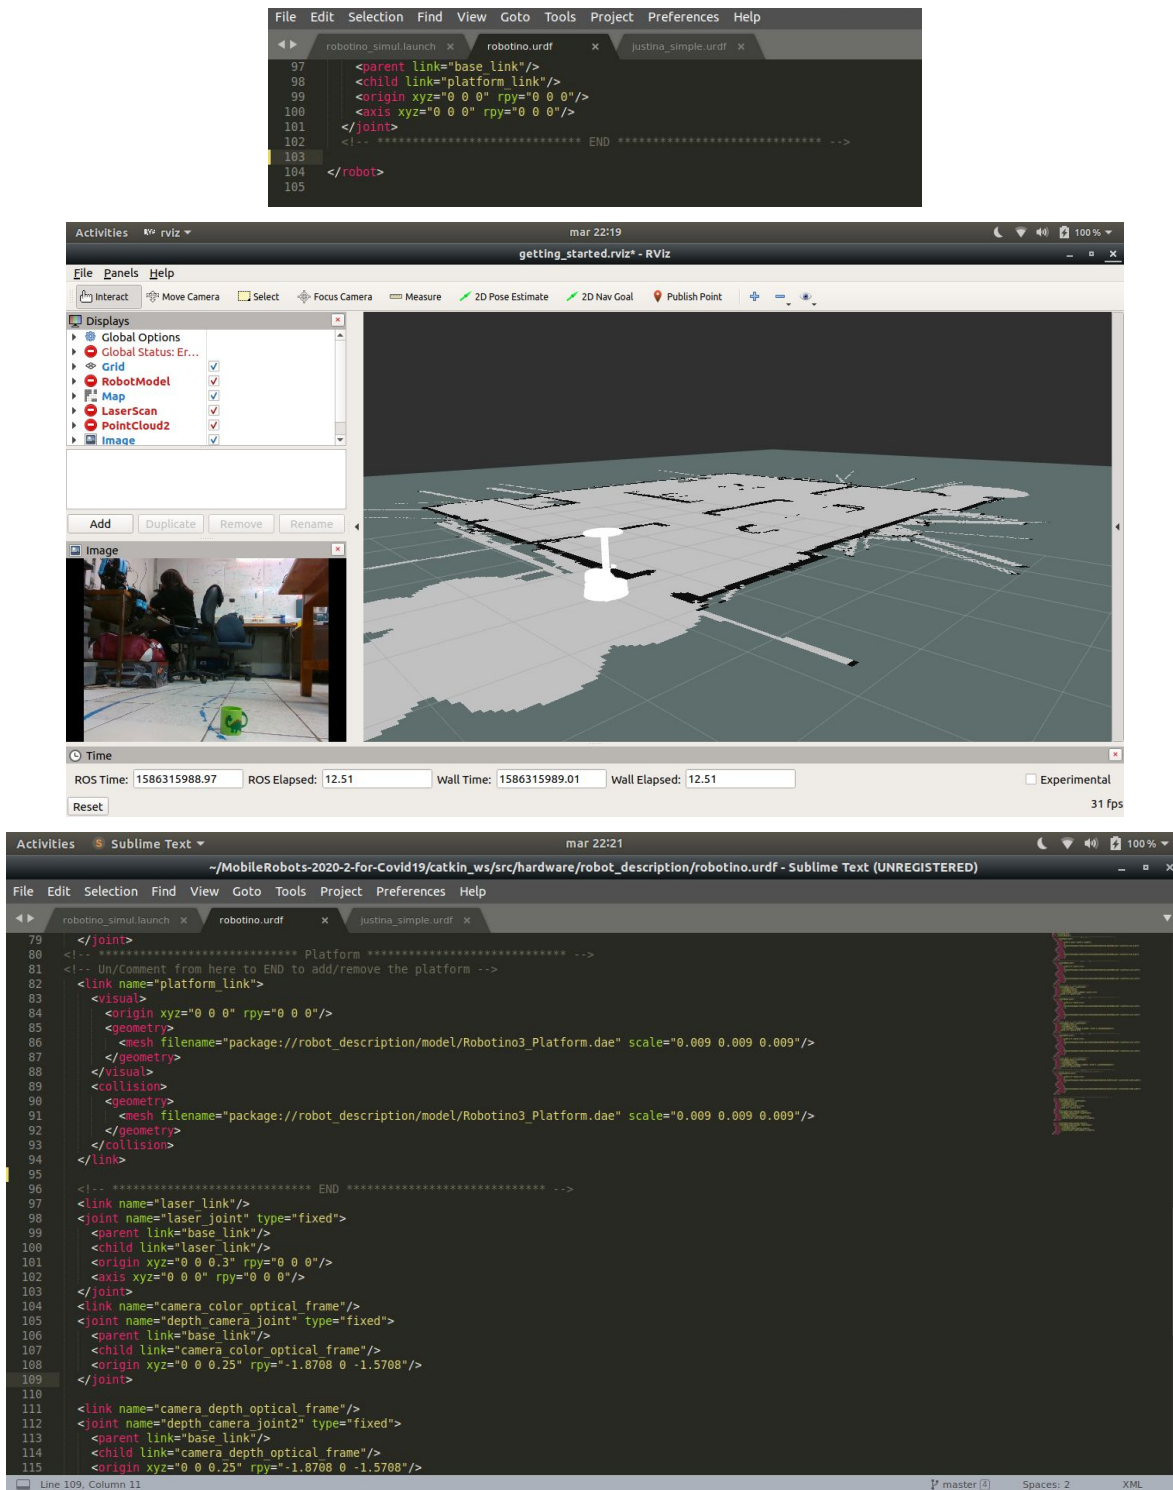 File Edit Selection Find View Goto Tools Project Preferences Help
robotino_simul.launch × robotino.urdf × justina_simple.urdf ×
97 <parent link="base_link"/>
98 <child link="platform_link"/>
99 <origin xyz="0 0 0" rpy="0 0 0"/>
100 <axis xyz="0 0 0" rpy="0 0 0"/>
101 </joint>
102 <!-- **************************** END **************************** -->
103
104 </robot>
105
Activities rviz mar 22:19 100 %
getting_started.rviz* - RViz
File Panels Help
Interact Move Camera Select Focus Camera Measure 2D Pose Estimate 2D Nav Goal Publish Point
Displays
Global Options
Global Status: Er...
Grid
RobotModel
Map
LaserScan
PointCloud2
Image
Add Duplicate Remove Rename
Image
Time
ROS Time: 1586315988.97 ROS Elapsed: 12.51 Wall Time: 1586315989.01 Wall Elapsed: 12.51 Experimental
Reset 31 fps
Activities Sublime Text mar 22:21 100 %
~/MobileRobots-2020-2-for-Covid19/catkin_ws/src/hardware/robot_description/robotino.urdf - Sublime Text (UNREGISTERED)
File Edit Selection Find View Goto Tools Project Preferences Help
robotino_simul.launch × robotino.urdf × justina_simple.urdf ×
79 </joint>
80 <!-- **************************** Platform **************************** -->
81 <!-- Un/Comment from here to END to add/remove the platform -->
82 <link name="platform_link">
83 <visual>
84 <origin xyz="0 0 0" rpy="0 0 0"/>
85 <geometry>
86 <mesh filename="package://robot_description/model/Robotino3_Platform.dae" scale="0.009 0.009 0.009"/>
87 </geometry>
88 </visual>
89 <collision>
90 <geometry>
91 <mesh filename="package://robot_description/model/Robotino3_Platform.dae" scale="0.009 0.009 0.009"/>
92 </geometry>
93 </collision>
94 </link>
95
96 <!-- **************************** END **************************** -->
97 <link name="laser_link"/>
98 <joint name="laser_joint" type="fixed">
99 <parent link="base_link"/>
100 <child link="laser_link"/>
101 <origin xyz="0 0 0.3" rpy="0 0 0"/>
102 <axis xyz="0 0 0" rpy="0 0 0"/>
103 </joint>
104 <link name="camera_color_optical_frame"/>
105 <joint name="depth_camera_joint" type="fixed">
106 <parent link="base_link"/>
107 <child link="camera_color_optical_frame"/>
108 <origin xyz="0 0 0.25" rpy="-1.8708 0 -1.5708"/>
109 </joint>
110
111 <link name="camera_depth_optical_frame"/>
112 <joint name="depth_camera_joint2" type="fixed">
113 <parent link="base_link"/>
114 <child link="camera_depth_optical_frame"/>
115 <origin xyz="0 0 0.25" rpy="-1.8708 0 -1.5708"/>
Line 109, Column 11 master 4 Spaces: 2 XML